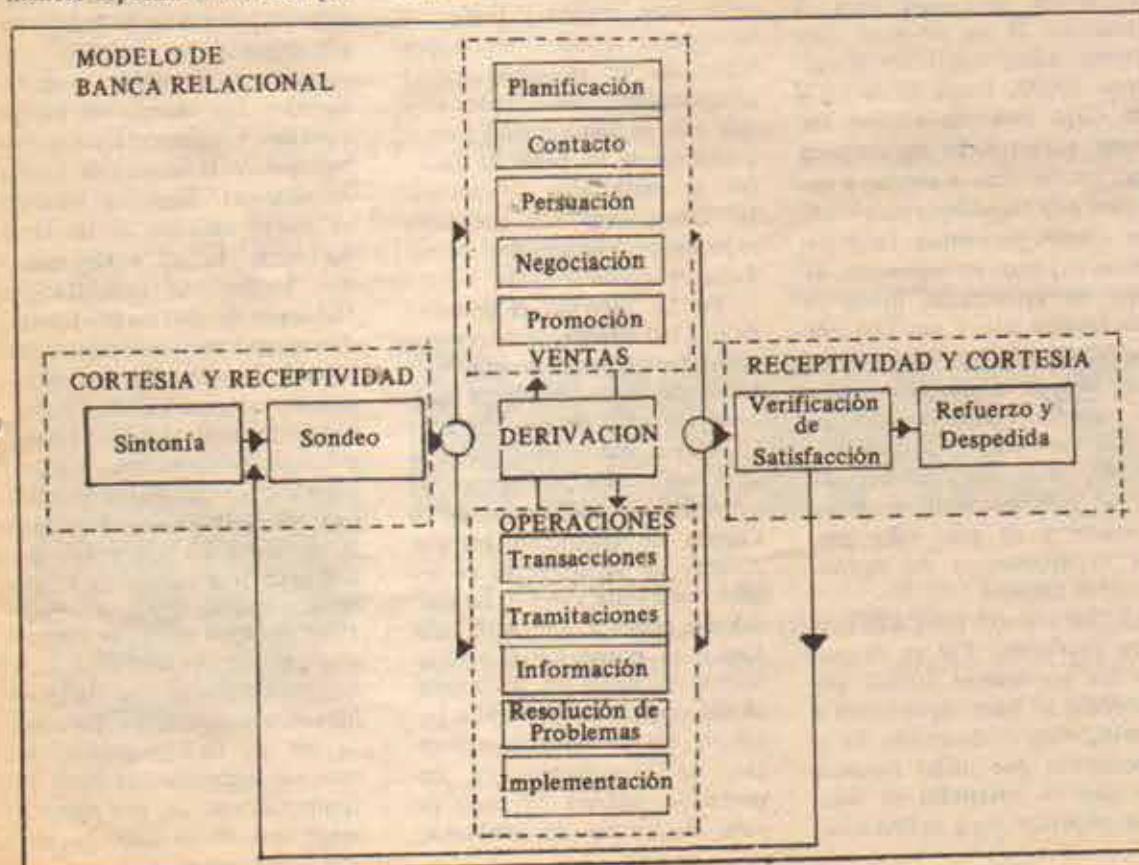 MODELO DE
BANCA RELACIONAL
Planificación
Contacto
Persuación
Negociación
Promoción
VENTAS
CORTESIA Y RECEPTIVIDAD
Sintonía
Sondeo
DERIVACION
RECEPTIVIDAD Y CORTESIA
Verificación
de
Satisfacción
Refuerzo y
Despedida
OPERACIONES
Transacciones
Tramitaciones
Información
Resolución de
Problemas
Implementación